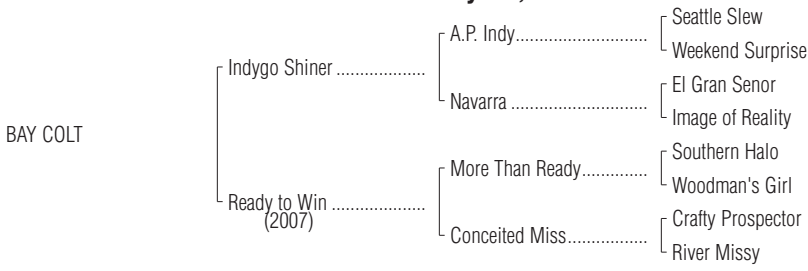 Seattle Slew
A.P. Indy....................................
Weekend Surprise
Indygo Shiner ...................
El Gran Senor
Navarra .....................................
Image of Reality
BAY COLT
Southern Halo
More Than Ready..................
Woodman's Girl
Ready to Win ....................
(2007)
Crafty Prospector
Conceited Miss......................
River Missy